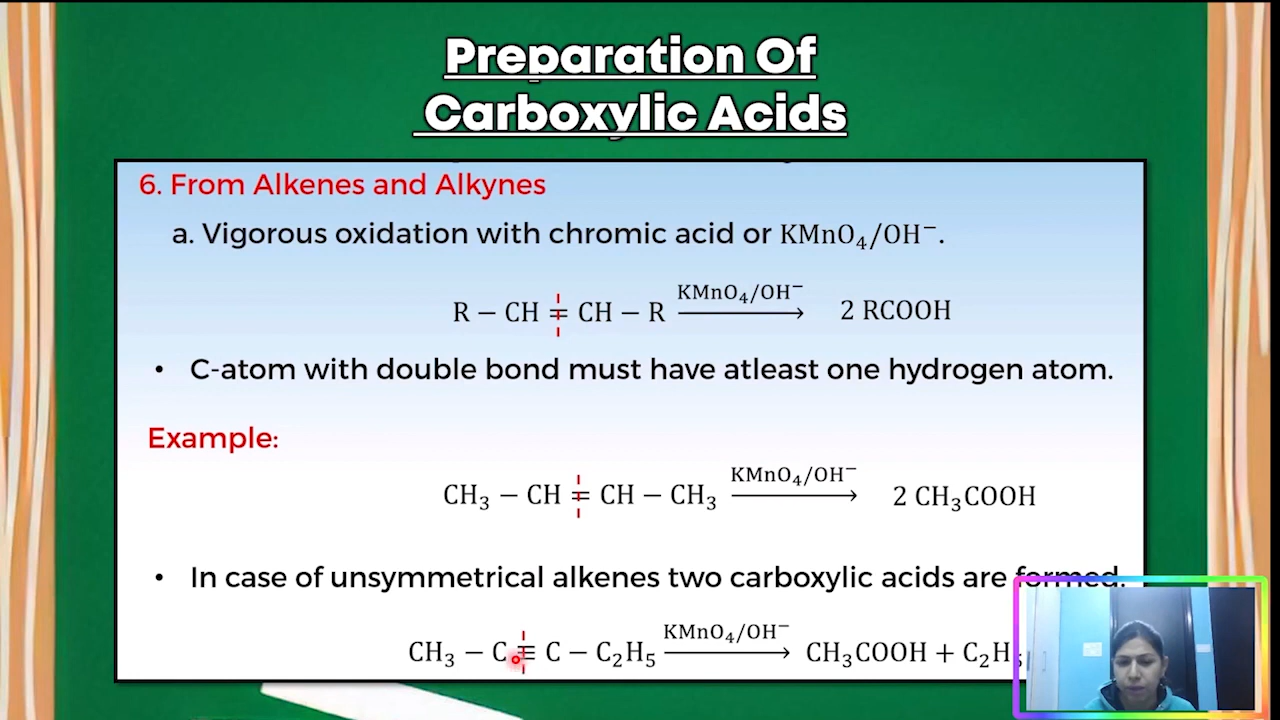 Preparation Of
Carboxylic Acids
6. From Alkenes and Alkynes
a. Vigorous oxidation with chromic acid or KMnO₄/OH⁻.
R – CH = CH – R —KMnO₄/OH⁻→ 2 RCOOH
• C-atom with double bond must have atleast one hydrogen atom.
Example:
CH₃ – CH = CH – CH₃ —KMnO₄/OH⁻→ 2 CH₃COOH
• In case of unsymmetrical alkenes two carboxylic acids are formed.
CH₃ – C ≡ C – C₂H₅ —KMnO₄/OH⁻→ CH₃COOH + C₂H₅